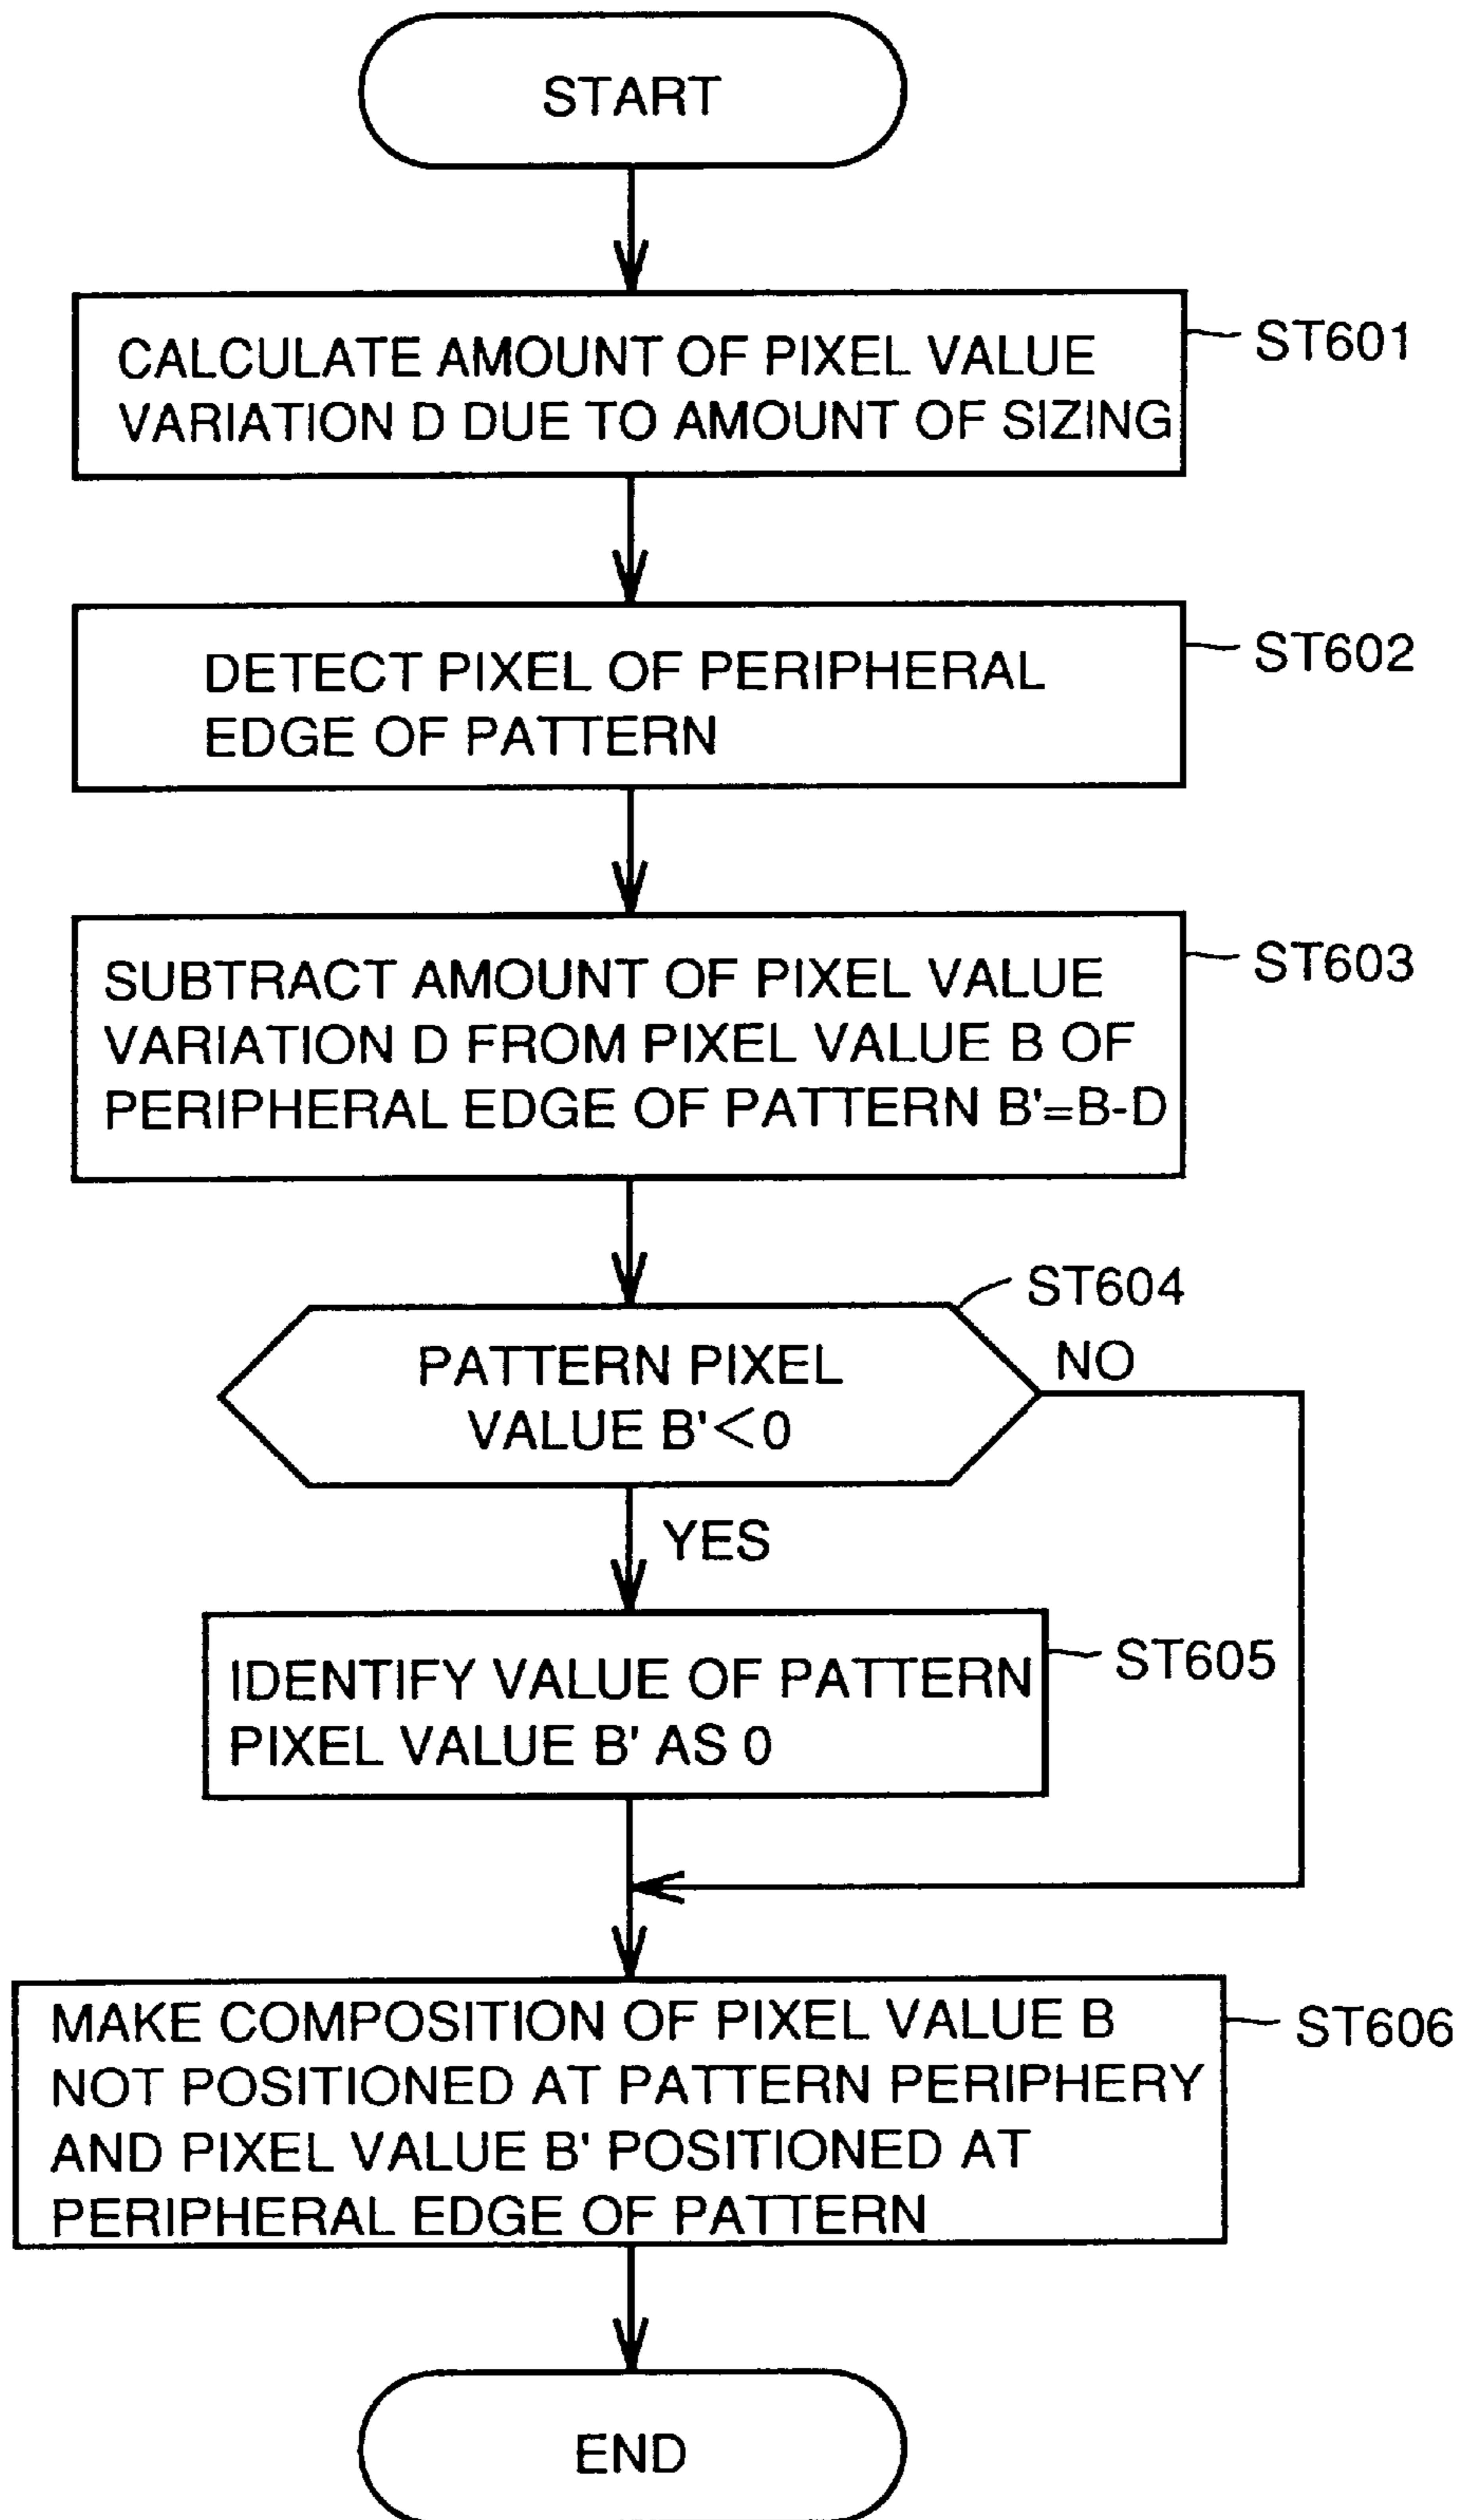 START
CALCULATE AMOUNT OF PIXEL VALUE
VARIATION D DUE TO AMOUNT OF SIZING
ST601
DETECT PIXEL OF PERIPHERAL
EDGE OF PATTERN
ST602
SUBTRACT AMOUNT OF PIXEL VALUE
VARIATION D FROM PIXEL VALUE B OF
PERIPHERAL EDGE OF PATTERN B'=B-D
ST603
ST604
PATTERN PIXEL
VALUE B'<0
NO
YES
IDENTIFY VALUE OF PATTERN
PIXEL VALUE B' AS 0
ST605
MAKE COMPOSITION OF PIXEL VALUE B
NOT POSITIONED AT PATTERN PERIPHERY
AND PIXEL VALUE B' POSITIONED AT
PERIPHERAL EDGE OF PATTERN
ST606
END